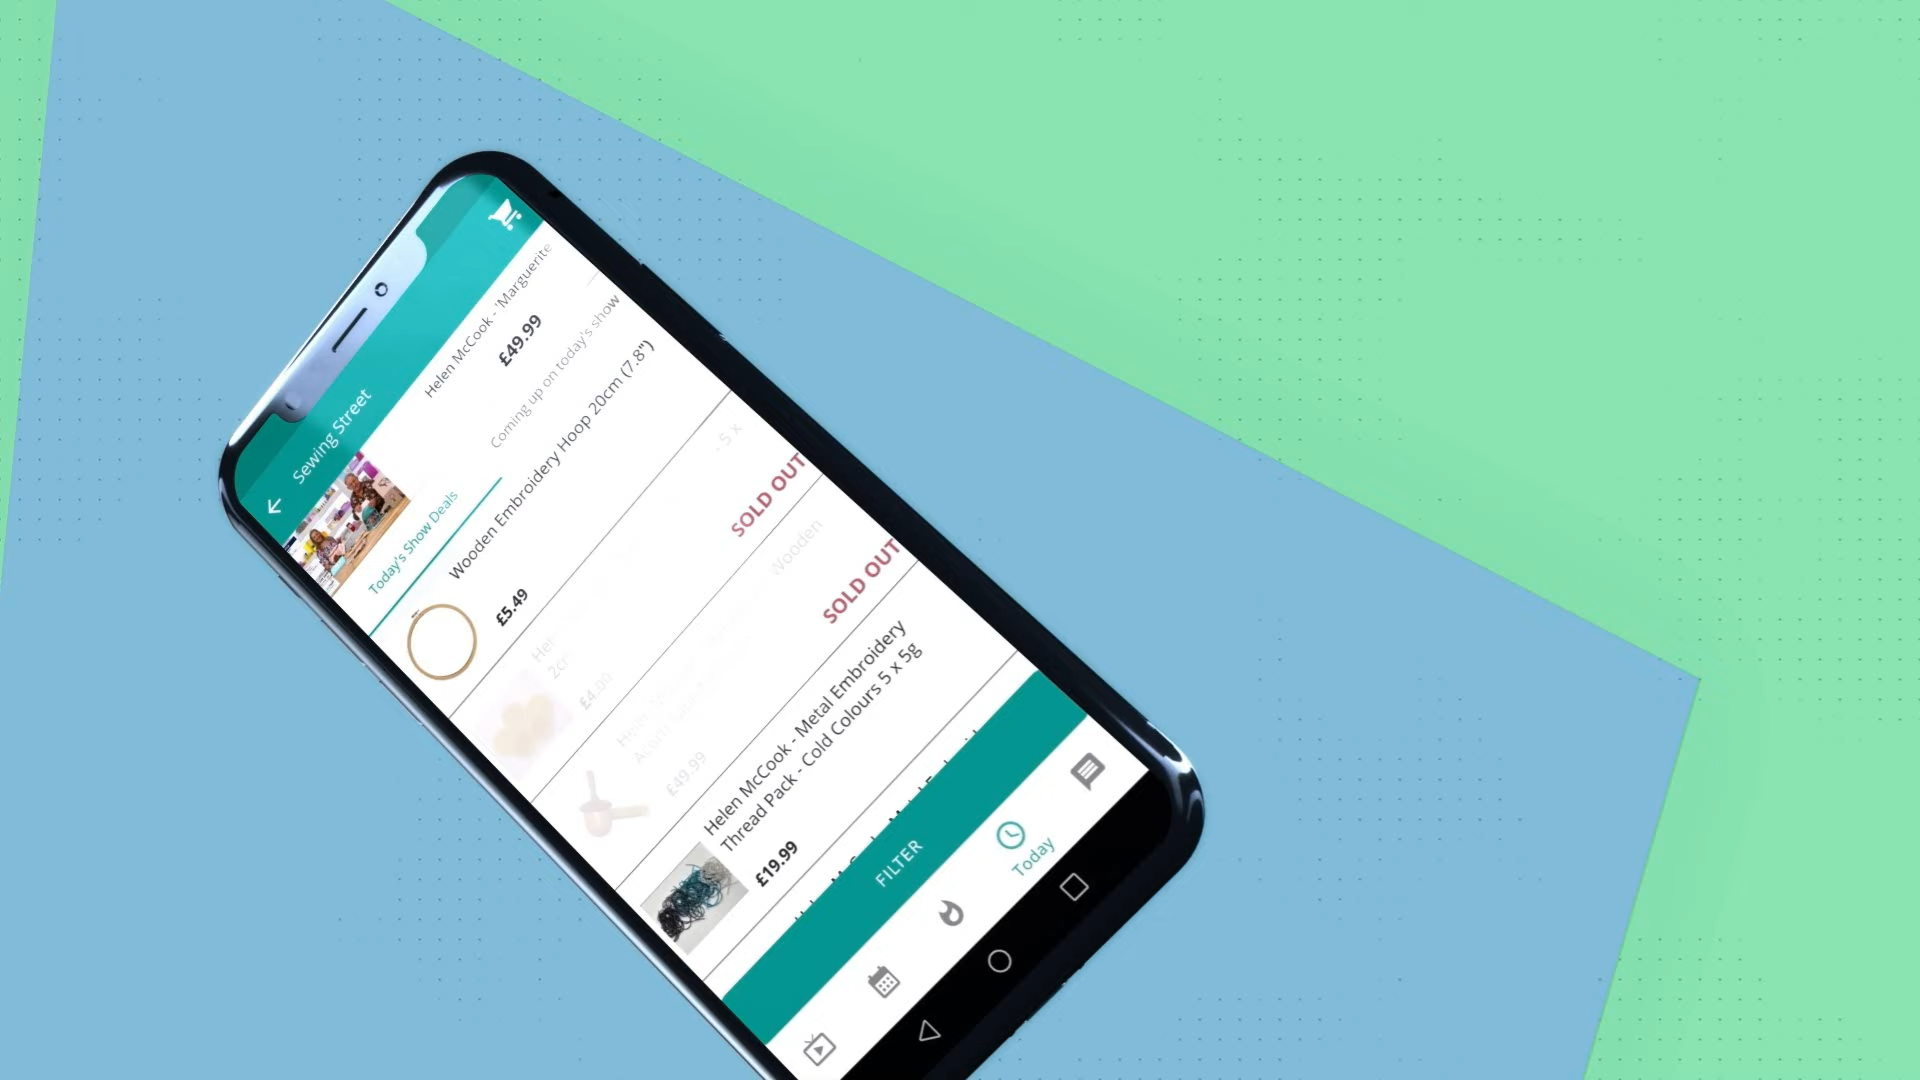 Sewing Street
Helen McCook - 'Marguerite
£49.99
Today's Show Deals
Coming up on today's show
Wooden Embroidery Hoop 20cm (7.8")
£5.49
5 x
£4.00
SOLD OUT
Wooden
£49.99
SOLD OUT
Helen McCook - Metal Embroidery
Thread Pack - Cold Colours 5 x 5g
£19.99
FILTER
Today